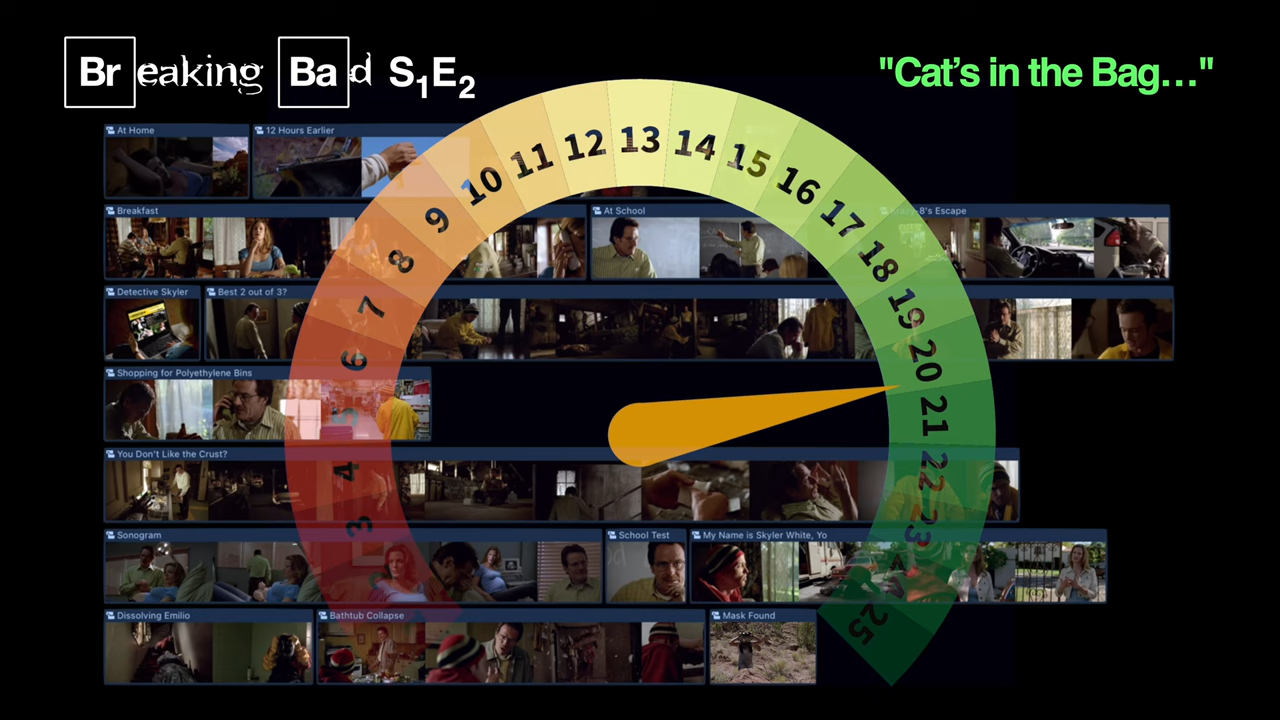 Breaking Bad S1E2
"Cat's in the Bag…"
At Home
12 Hours Earlier
Breakfast
At School
Krazy-8's Escape
Detective Skyler
Best 2 out of 3?
Shopping for Polyethylene Bins
You Don't Like the Crust?
Sonogram
School Test
My Name is Skyler White, Yo
Dissolving Emilio
Bathtub Collapse
Mask Found
3
4
5
6
7
8
9
10
11
12
13
14
15
16
17
18
19
20
21
22
23
25